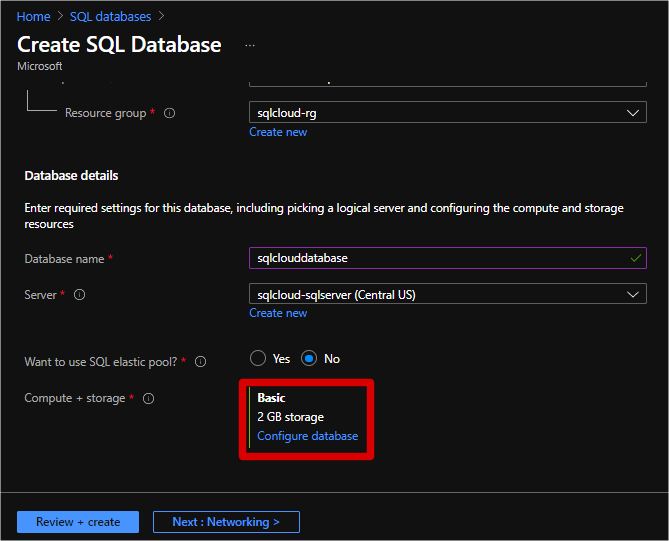 Home > SQL databases >
Create SQL Database ...
Microsoft
Resource group *
sqlcloud-rg
Create new
Database details
Enter required settings for this database, including picking a logical server and configuring the compute and storage
resources
Database name *
sqlclouddatabase
Server *
sqlcloud-sqlserver (Central US)
Create new
Want to use SQL elastic pool? *
Yes
No
Compute + storage *
Basic
2 GB storage
Configure database
Review + create
Next : Networking >